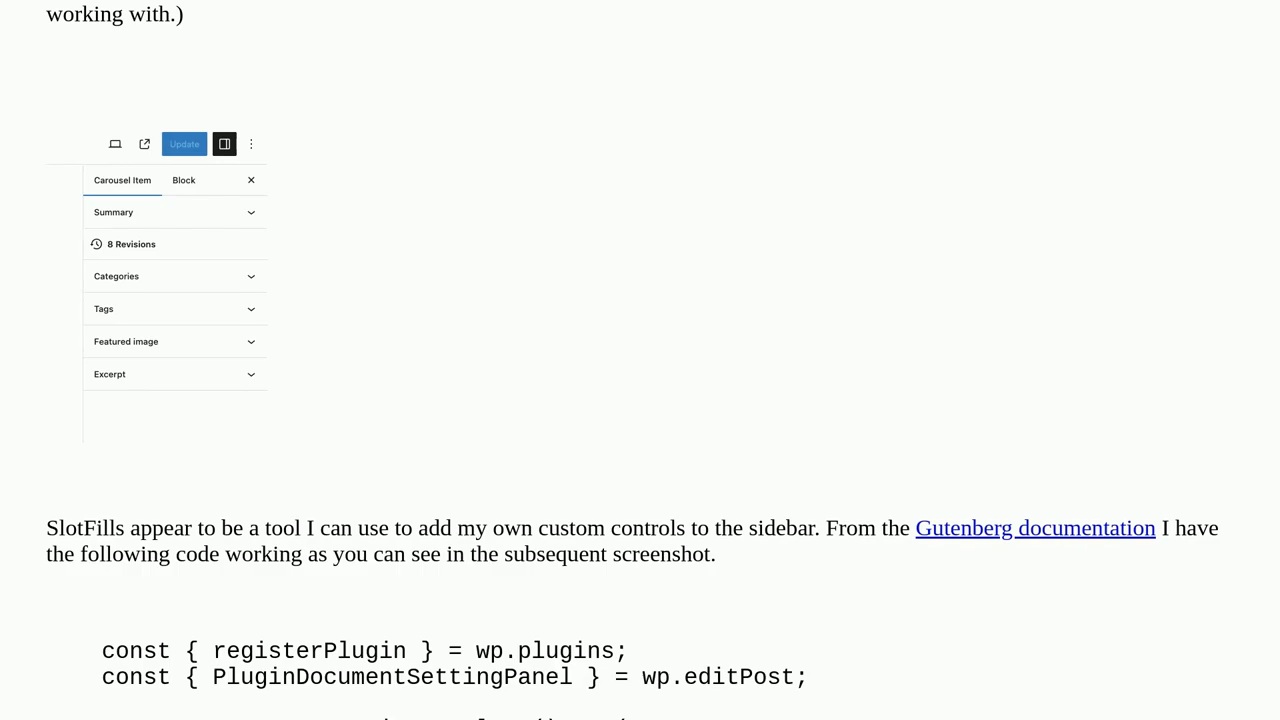 working with.)
Update
Carousel Item Block
Summary
8 Revisions
Categories
Tags
Featured image
Excerpt
SlotFills appear to be a tool I can use to add my own custom controls to the sidebar. From the Gutenberg documentation I have
the following code working as you can see in the subsequent screenshot.
const { registerPlugin } = wp.plugins;
const { PluginDocumentSettingPanel } = wp.editPost;